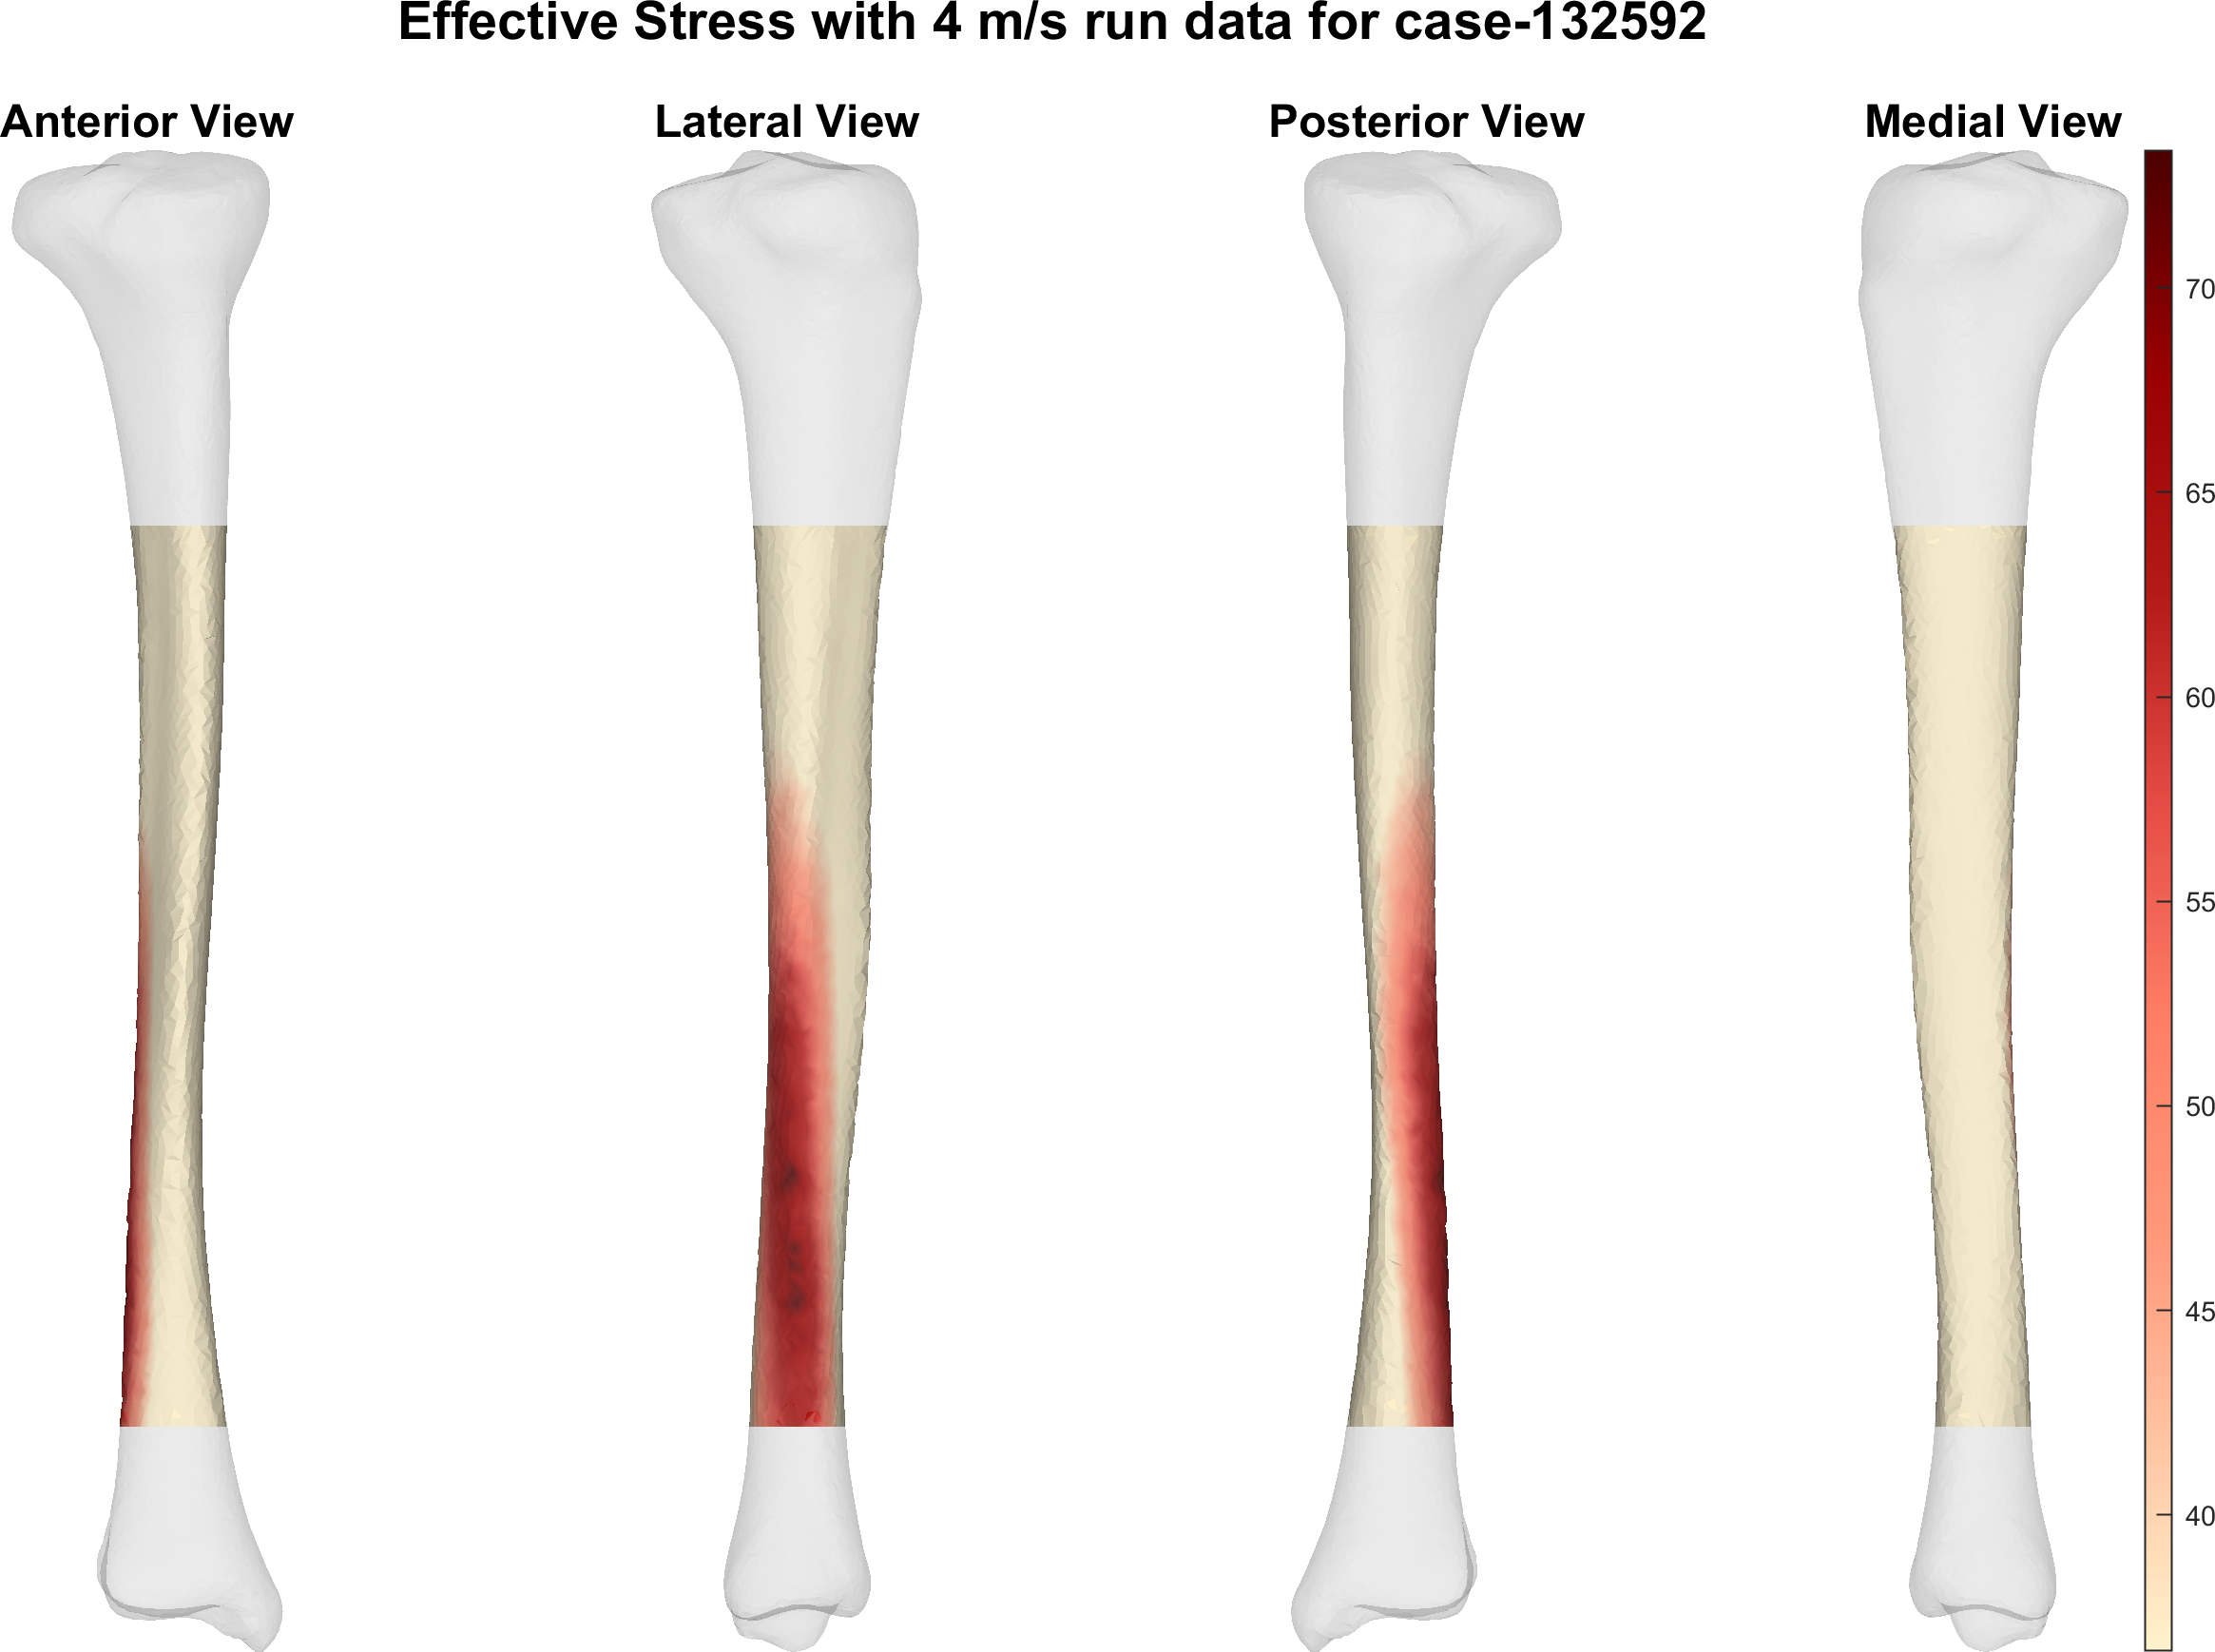 Effective Stress with 4 m/s run data for case-132592
Anterior View
Lateral View
Posterior View
Medial View
70
65
60
55
50
45
40